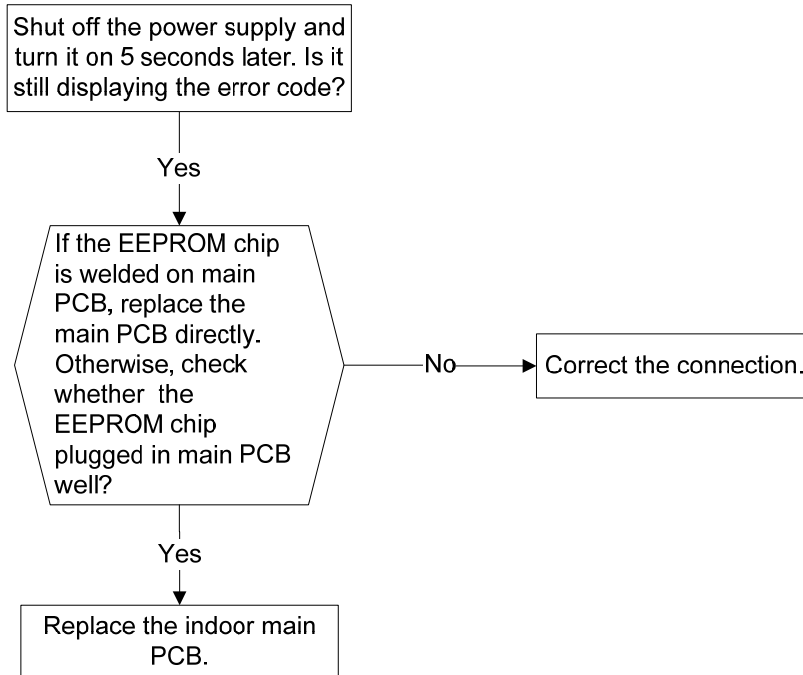 Shut off the power supply and
turn it on 5 seconds later. Is it
still displaying the error code?
Yes
If the EEPROM chip
is welded on main
PCB, replace the
main PCB directly.
Otherwise, check
whether the
EEPROM chip
plugged in main PCB
well?
No
Correct the connection.
Yes
Replace the indoor main
PCB.